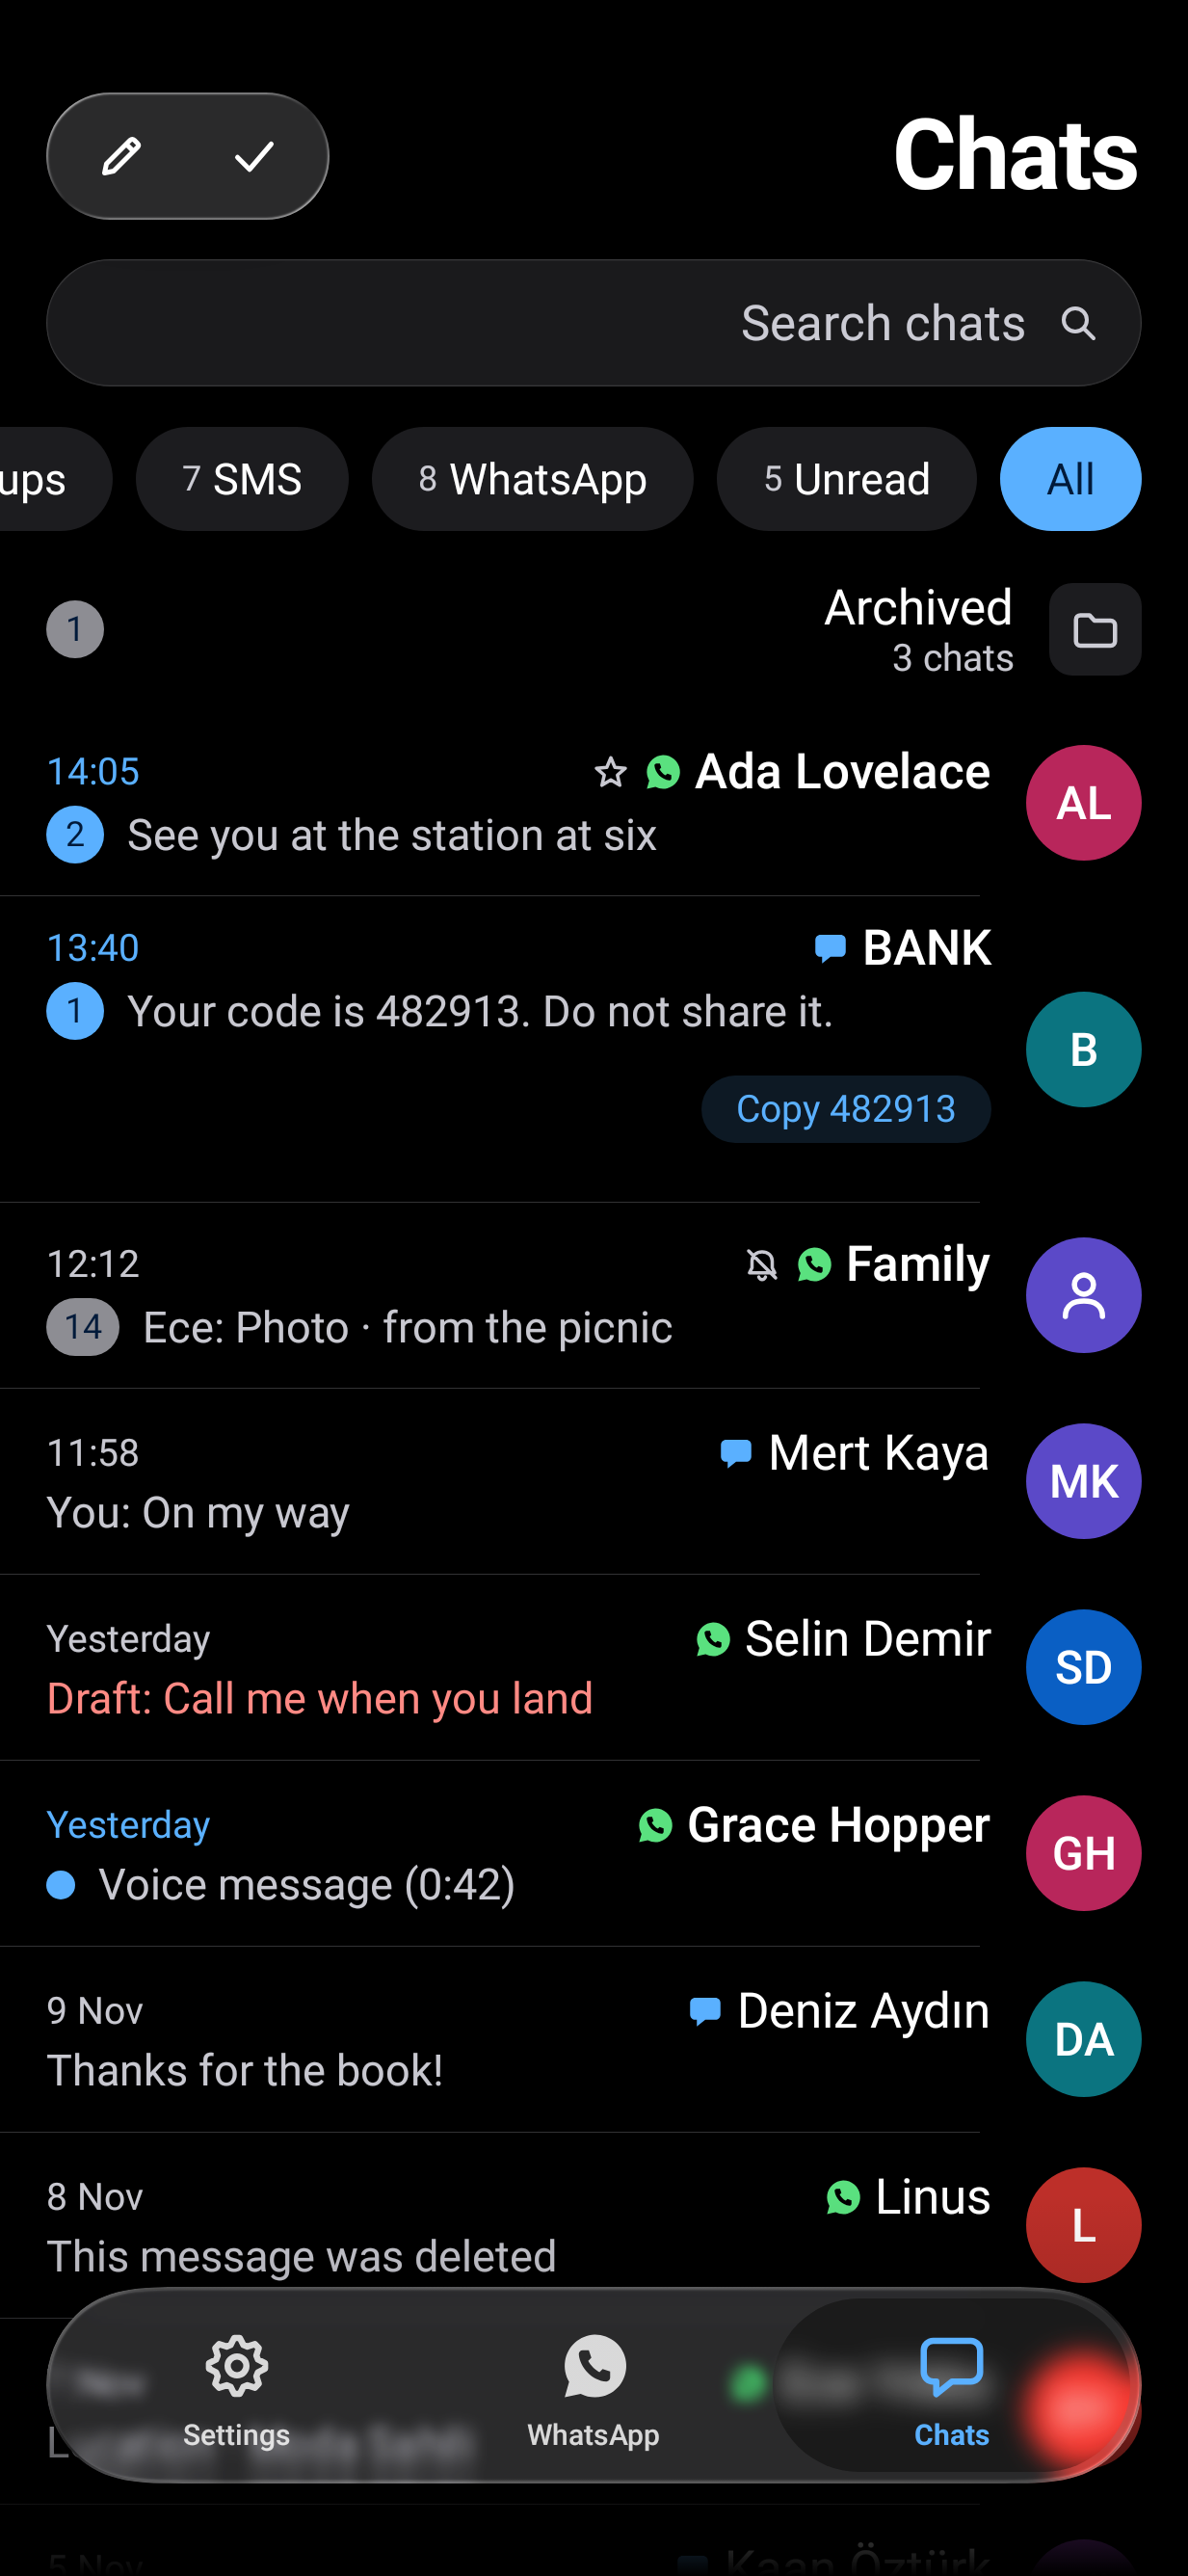 Chats
Search chats
All
5 Unread
8 WhatsApp
7 SMS
ups
Archived
3 chats
1
AL
Ada Lovelace
14:05
2 See you at the station at six
B
BANK
13:40
1 Your code is 482913. Do not share it.
Copy 482913
Family
12:12
14 Ece: Photo · from the picnic
MK
Mert Kaya
11:58
You: On my way
SD
Selin Demir
Yesterday
Draft: Call me when you land
GH
Grace Hopper
Yesterday
Voice message (0:42)
DA
Deniz Aydın
9 Nov
Thanks for the book!
L
Linus
8 Nov
This message was deleted
Settings
WhatsApp
Chats
Kaan Öztürk
5 Nov